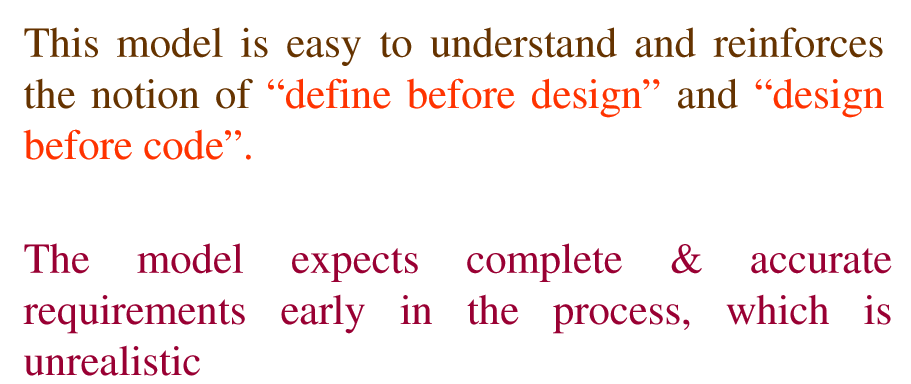 This model is easy to understand and reinforces
the notion of “define before design” and “design
before code”.
The model expects complete & accurate
requirements early in the process, which is
unrealistic